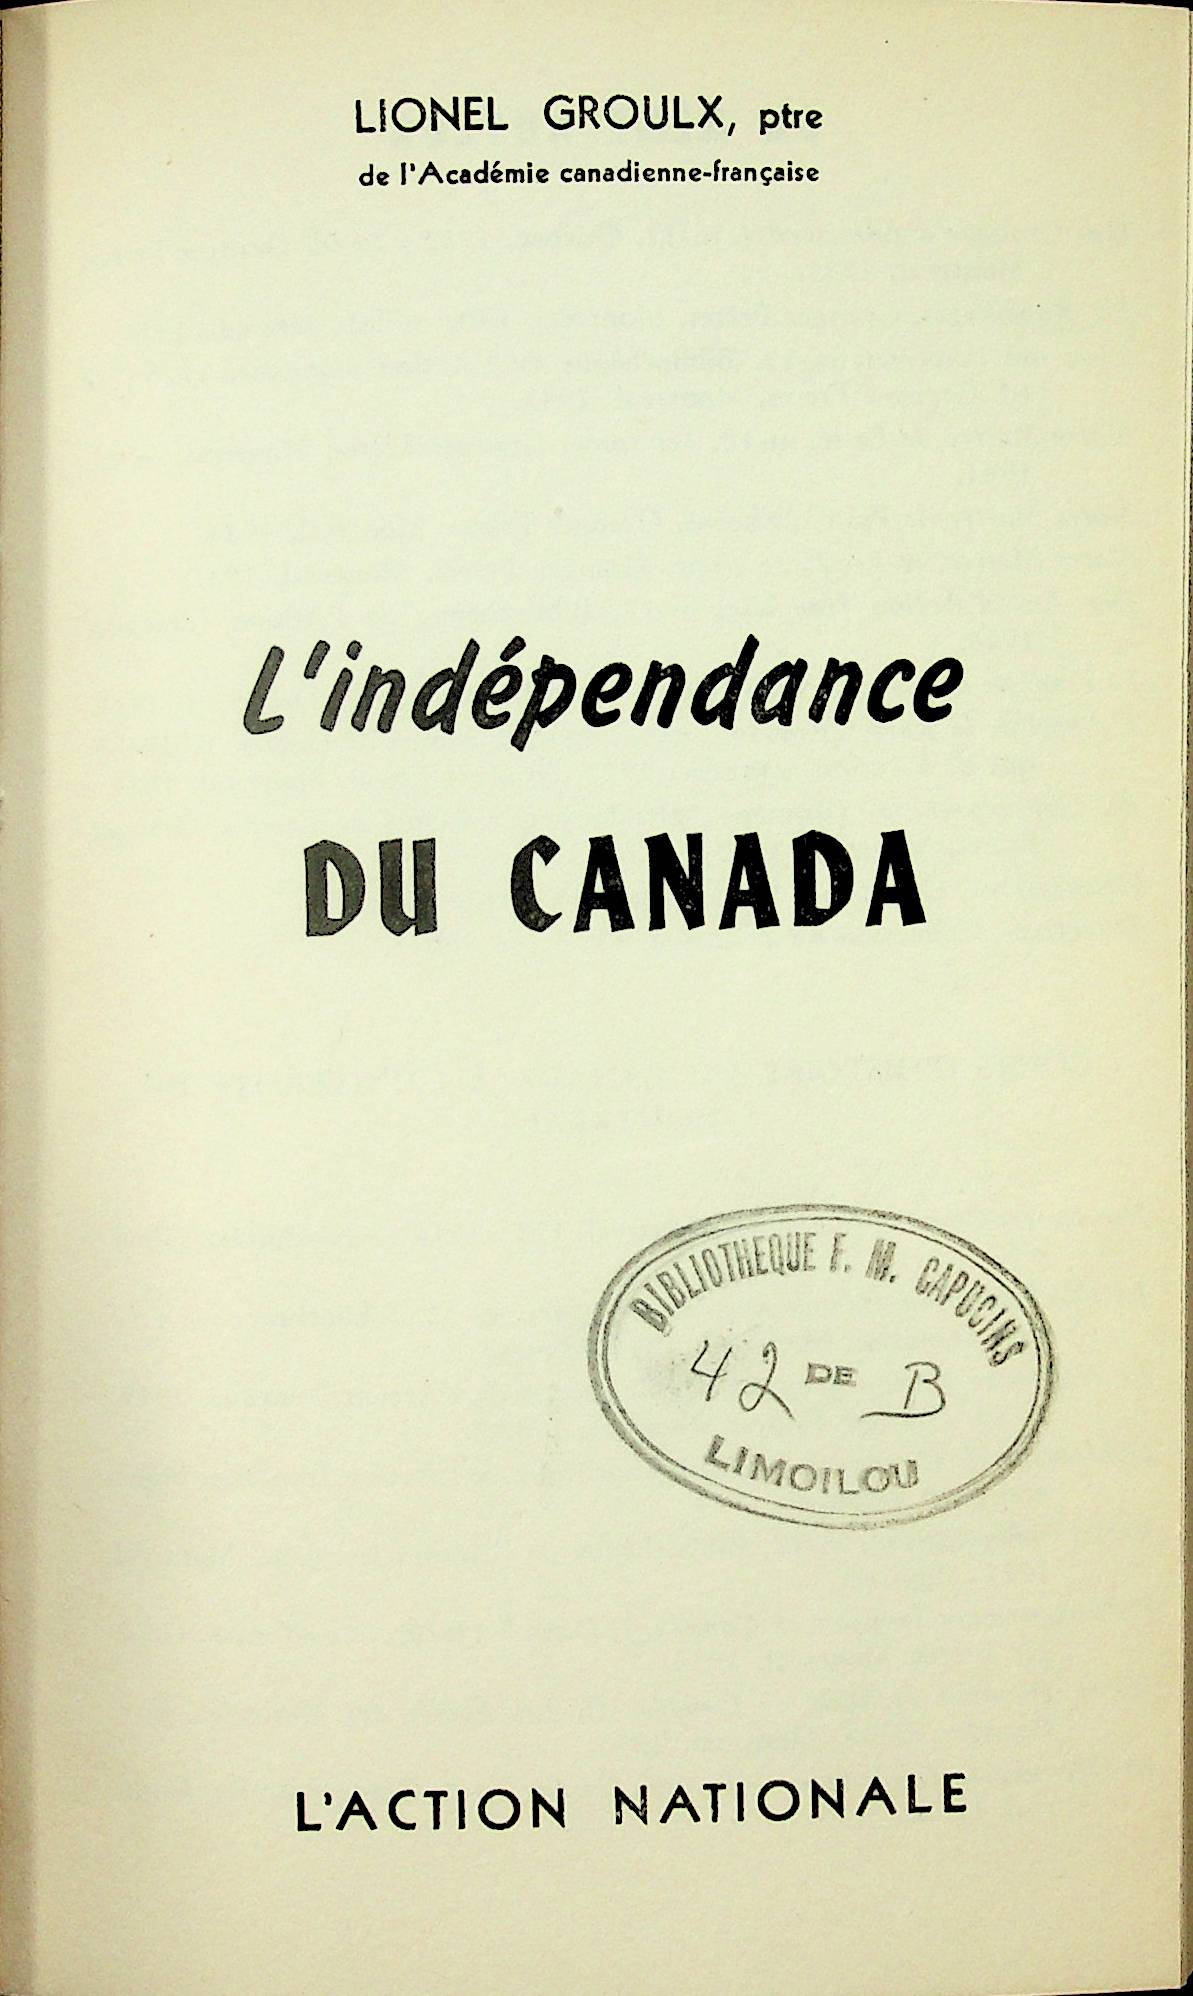 LIONEL GROULX, ptre
de l'Académie canadienne-française
L'indépendance
DU CANADA
BIBLIOTHEQUE F. M. CAPUCINS
42 DE B
LIMOILOU
L'ACTION NATIONALE